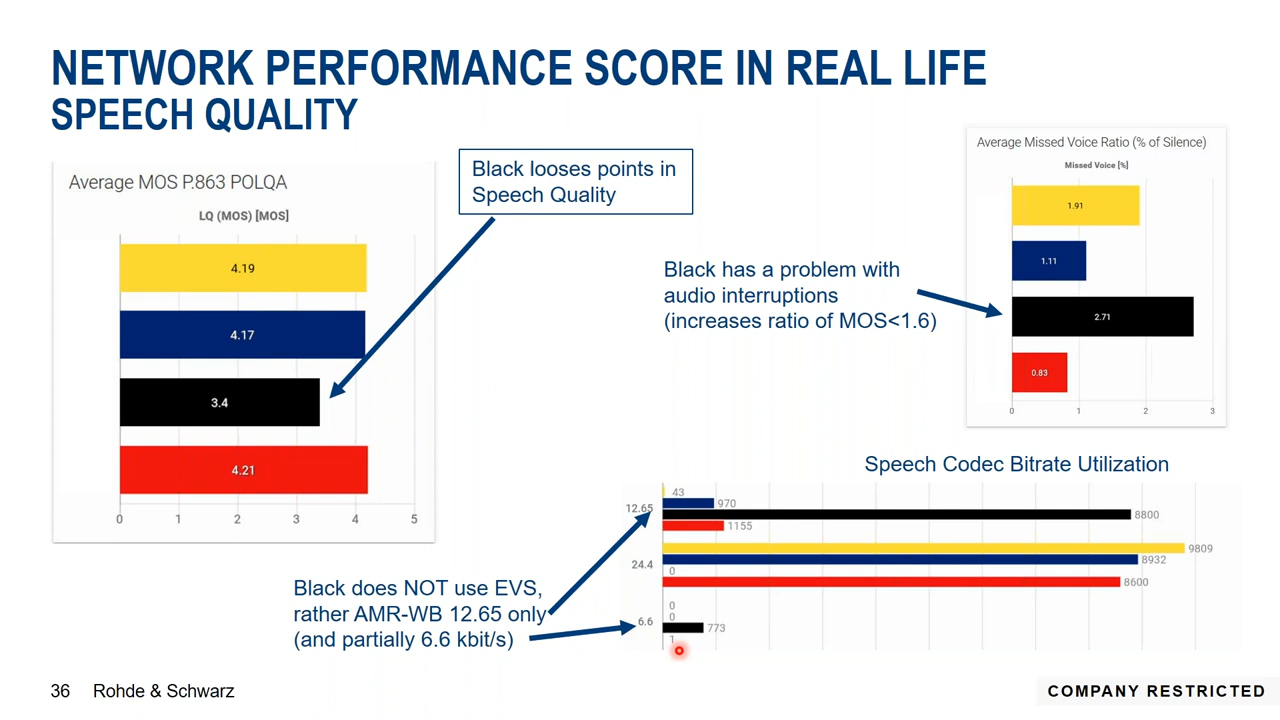 NETWORK PERFORMANCE SCORE IN REAL LIFE
SPEECH QUALITY
Average MOS P.863 POLQA
LQ (MOS) [MOS]
4.19
4.17
3.4
4.21
0 1 2 3 4 5
Black looses points in
Speech Quality
Average Missed Voice Ratio (% of Silence)
Missed Voice [%]
1.91
1.11
2.71
0.83
0 1 2 3
Black has a problem with
audio interruptions
(increases ratio of MOS<1.6)
Speech Codec Bitrate Utilization
12.65
43
970
8800
1155
24.4
9809
8932
0
8600
6.6
0
0
773
1
Black does NOT use EVS,
rather AMR-WB 12.65 only
(and partially 6.6 kbit/s)
36 Rohde & Schwarz
COMPANY RESTRICTED